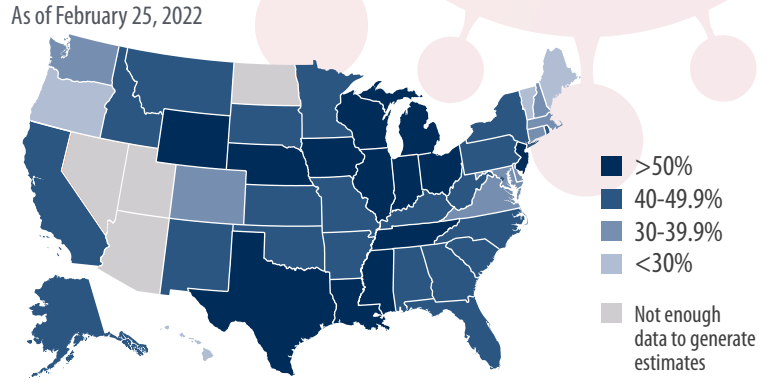 As of February 25, 2022
>50%
40-49.9%
30-39.9%
<30%
Not enough
data to generate
estimates